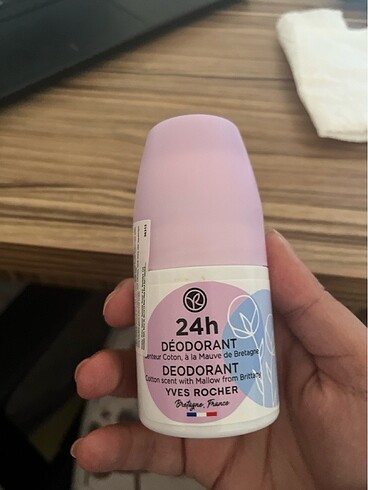 24h
DÉODORANT
Senteur Coton, à la Mauve de Bretagne
DEODORANT
Cotton scent with Mallow from Brittany
YVES ROCHER
Bretagne, France